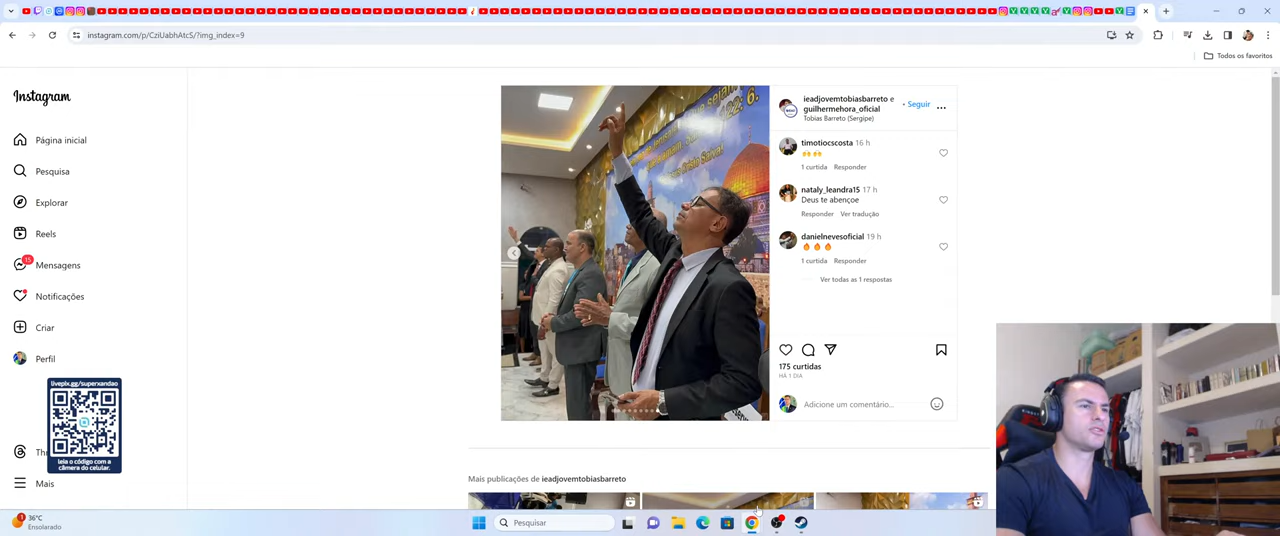 instagram.com/p/CziUabhAtcS/?img_index=9
Todos os favoritos
Instagram
Página inicial
Pesquisa
Explorar
Reels
15
Mensagens
Notificações
Criar
Perfil
livepix.gg/superxandao
leia o código com a
câmera do celular.
Mais
ieadjovemtobiasbarreto e
guilhermehora_oficial
• Seguir
Tobias Barreto (Sergipe)
timotiocscosta 16 h
🙌🙌
1 curtida Responder
nataly_leandra15 17 h
Deus te abençoe
Responder Ver tradução
danielnevesoficial 19 h
🔥🔥🔥
1 curtida Responder
Ver todas as 1 respostas
175 curtidas
HÁ 1 DIA
Adicione um comentário...
Mais publicações de ieadjovemtobiasbarreto
1
36°C
Ensolarado
Pesquisar